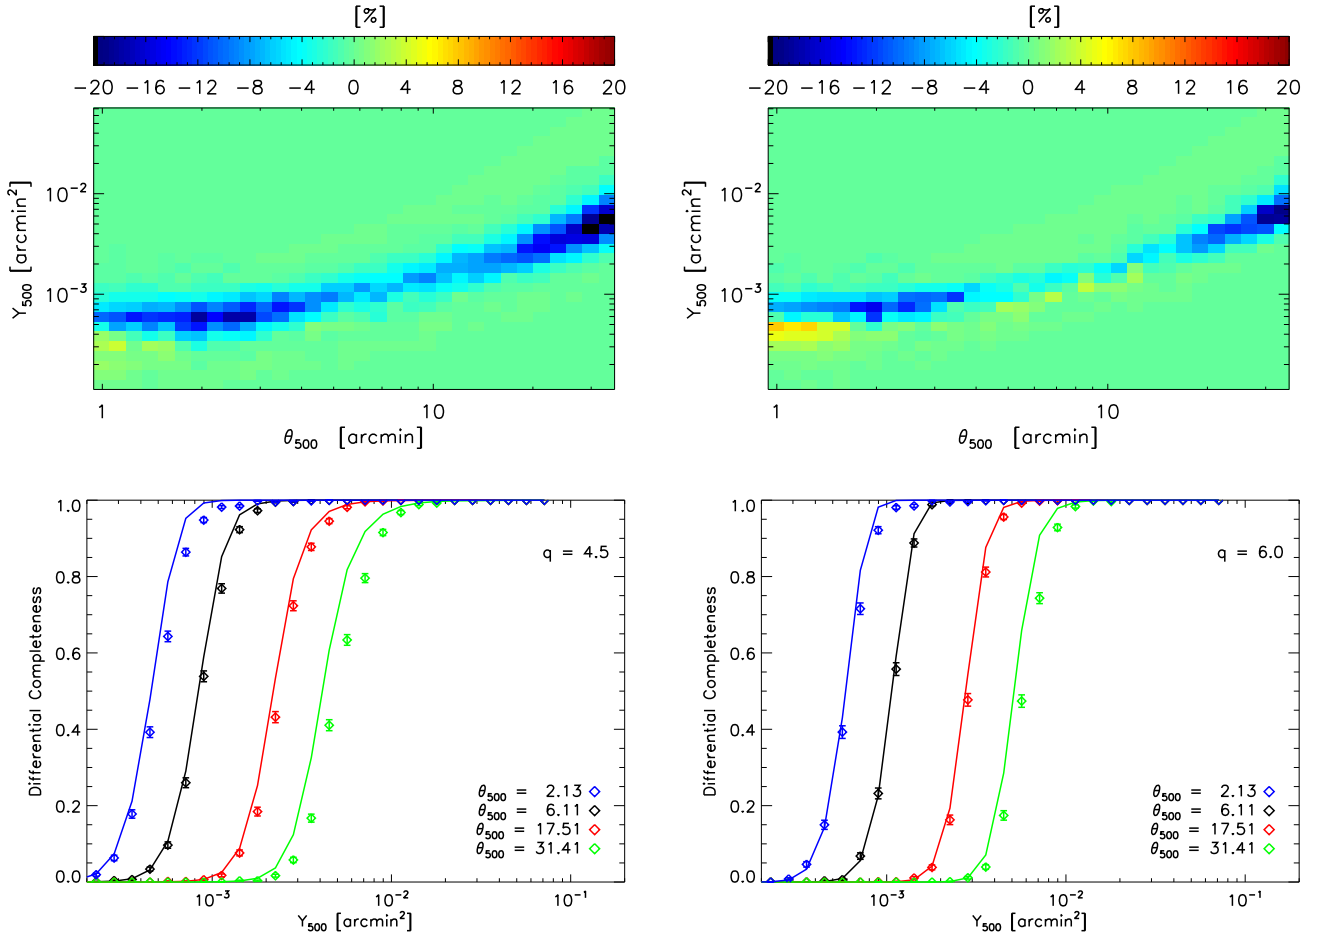 [%]
−20 −16 −12 −8 −4 0 4 8 12 16 20
Y500 [arcmin2]
10−2
10−3
1 10
θ500 [arcmin]
[%]
−20 −16 −12 −8 −4 0 4 8 12 16 20
Y500 [arcmin2]
10−2
10−3
1 10
θ500 [arcmin]
Differential Completeness
1.0
0.8
0.6
0.4
0.2
0.0
q = 4.5
θ500 = 2.13
θ500 = 6.11
θ500 = 17.51
θ500 = 31.41
10−3 10−2 10−1
Y500 [arcmin2]
Differential Completeness
1.0
0.8
0.6
0.4
0.2
0.0
q = 6.0
θ500 = 2.13
θ500 = 6.11
θ500 = 17.51
θ500 = 31.41
10−3 10−2 10−1
Y500 [arcmin2]